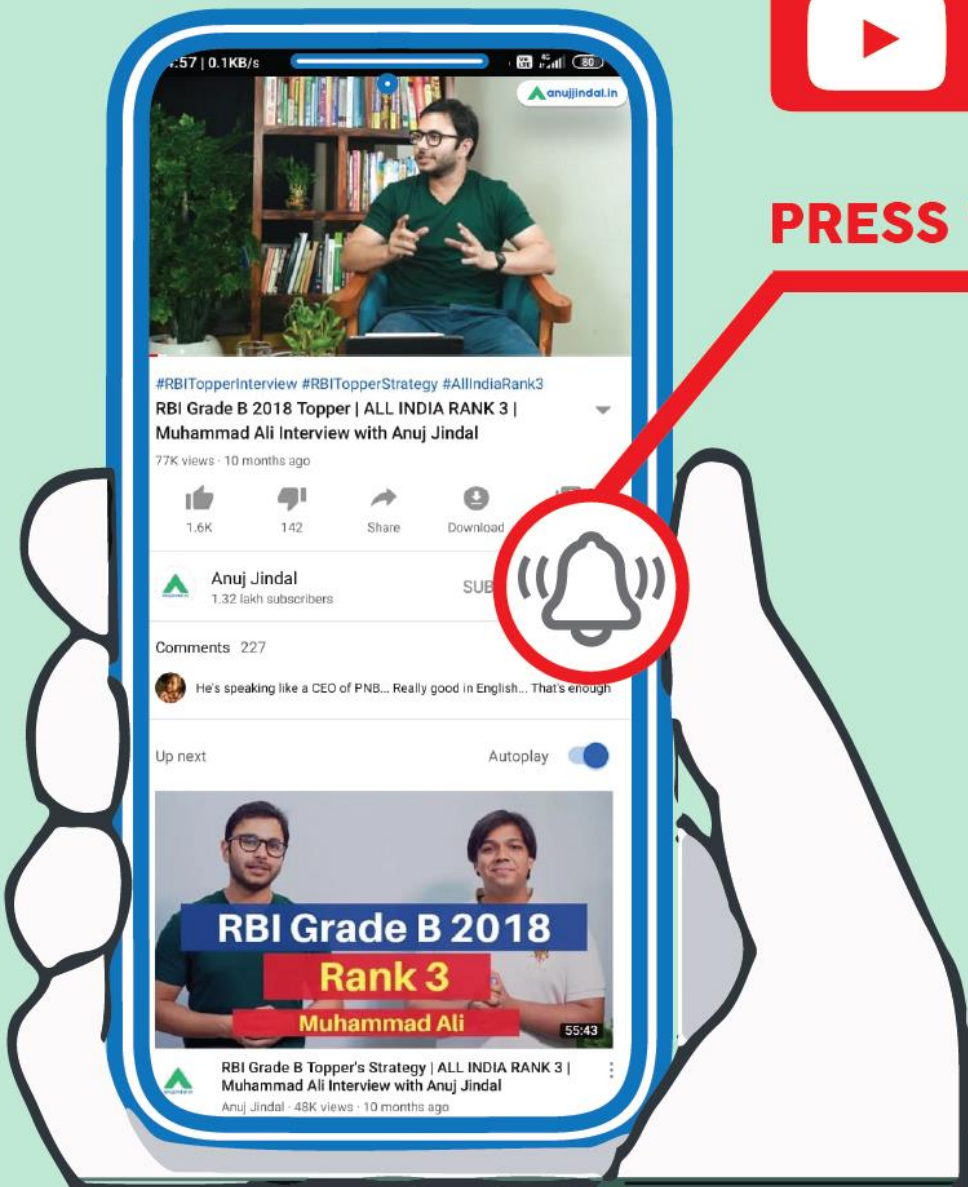 :57 | 0.1KB/s
Vo
LTE
4G
80
anujjindal.in
PRESS
#RBITopperInterview #RBITopperStrategy #AllIndiaRank3
RBI Grade B 2018 Topper | ALL INDIA RANK 3 |
Muhammad Ali Interview with Anuj Jindal
77K views · 10 months ago
1.6K 142 Share Download
Anuj Jindal
1.32 lakh subscribers
SUB
Comments 227
He's speaking like a CEO of PNB... Really good in English... That's enough
Up next Autoplay
RBI Grade B 2018
Rank 3
Muhammad Ali
55:43
RBI Grade B Topper's Strategy | ALL INDIA RANK 3 |
Muhammad Ali Interview with Anuj Jindal
Anuj Jindal · 48K views · 10 months ago